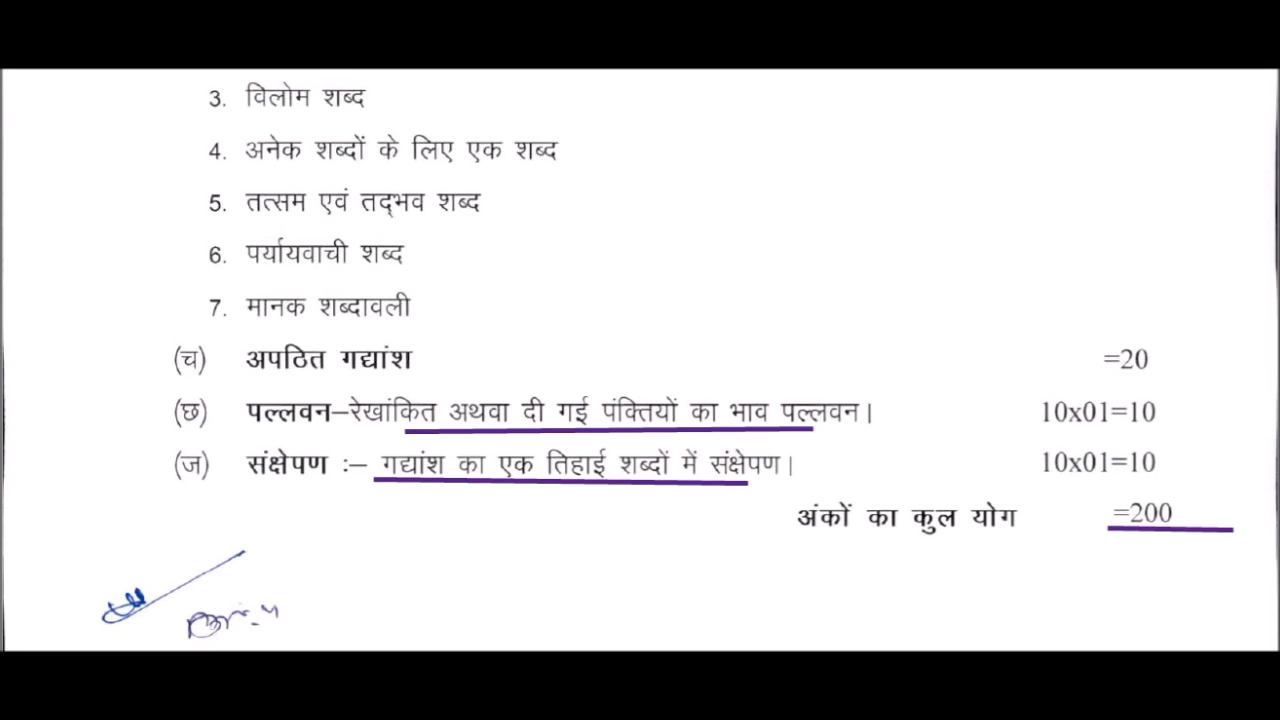 3. विलोम शब्द
4. अनेक शब्दों के लिए एक शब्द
5. तत्सम एवं तद्भव शब्द
6. पर्यायवाची शब्द
7. मानक शब्दावली
(च) अपठित गद्यांश =20
(छ) पल्लवन–रेखांकित अथवा दी गई पंक्तियों का भाव पल्लवन। 10x01=10
(ज) संक्षेपण :– गद्यांश का एक तिहाई शब्दों में संक्षेपण। 10x01=10
अंकों का कुल योग =200